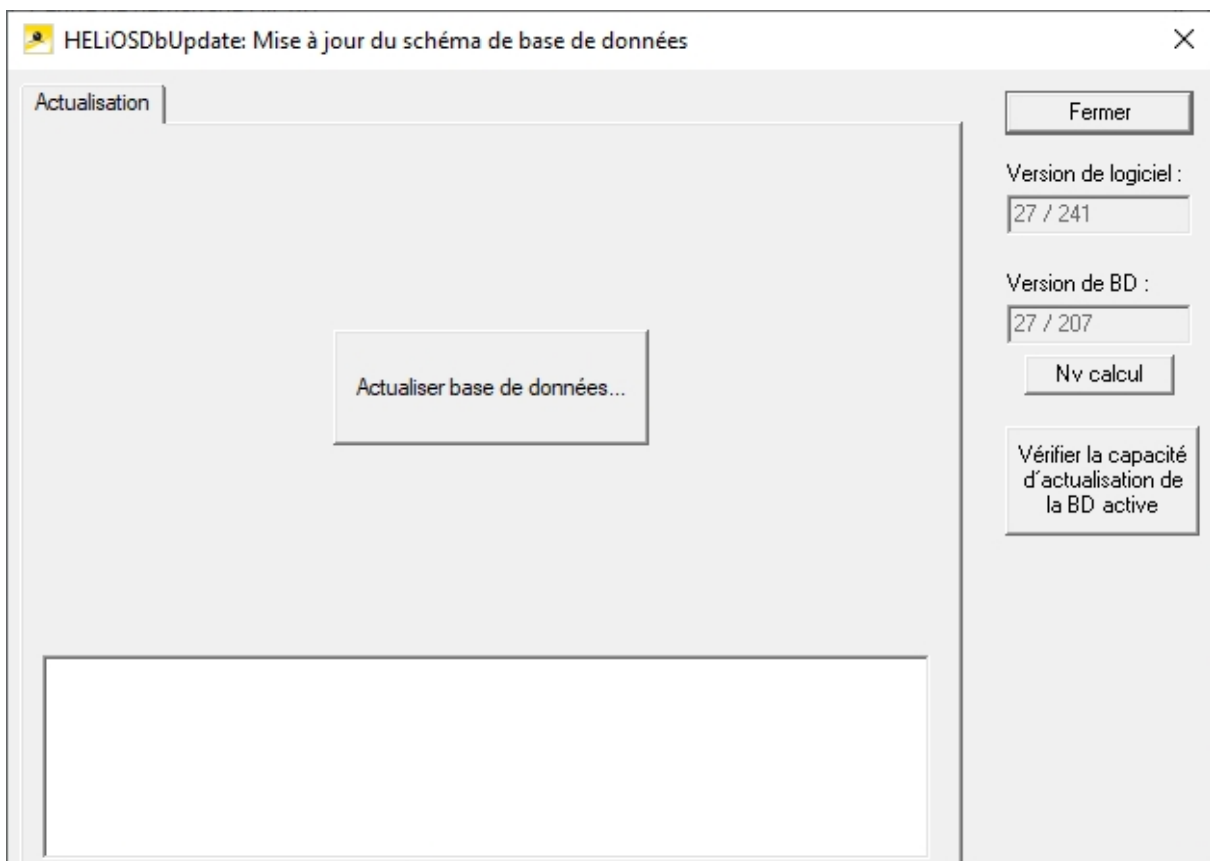 HELiOSDbUpdate: Mise à jour du schéma de base de données
Actualisation
Fermer
Version de logiciel :
27 / 241
Version de BD :
27 / 207
Nv calcul
Actualiser base de données...
Vérifier la capacité
d´actualisation de
la BD active